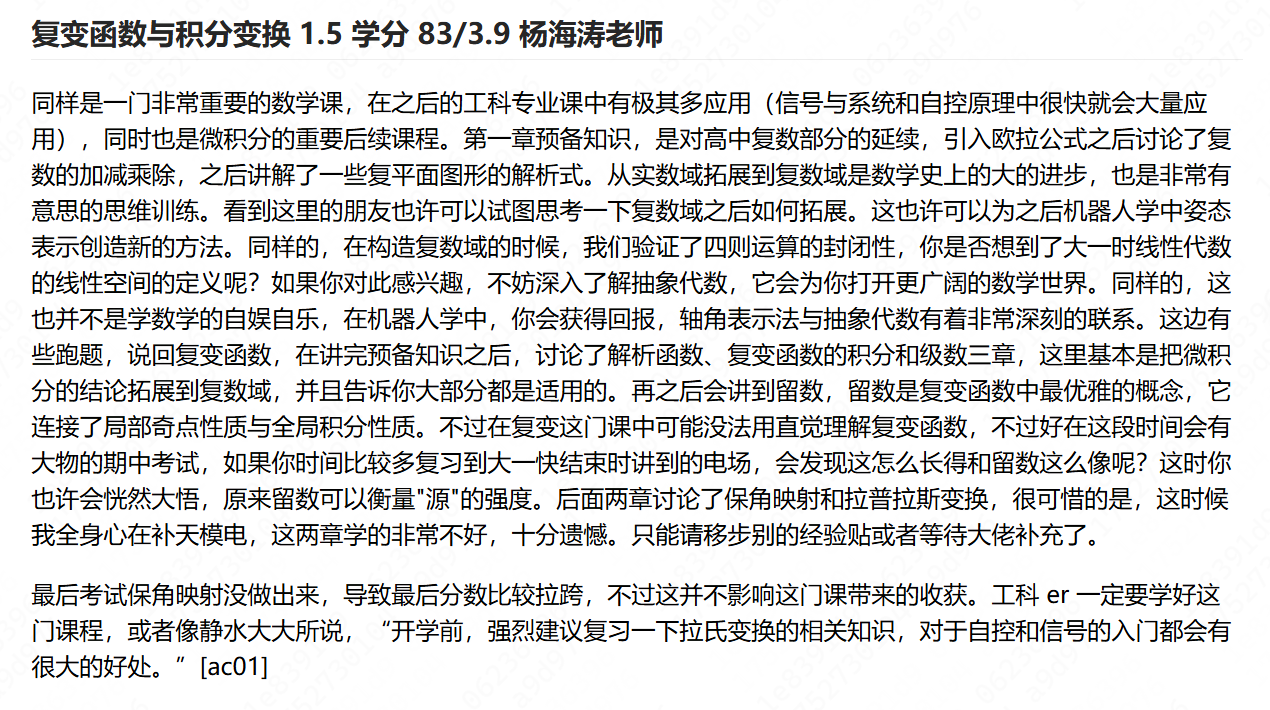 复变函数与积分变换 1.5 学分 83/3.9 杨海涛老师
同样是一门非常重要的数学课，在之后的工科专业课中有极其多应用（信号与系统和自控原理中很快就会大量应
用），同时也是微积分的重要后续课程。第一章预备知识，是对高中复数部分的延续，引入欧拉公式之后讨论了复
数的加减乘除，之后讲解了一些复平面图形的解析式。从实数域拓展到复数域是数学史上的大的进步，也是非常有
意思的思维训练。看到这里的朋友也许可以试图思考一下复数域之后如何拓展。这也许可以为之后机器人学中姿态
表示创造新的方法。同样的，在构造复数域的时候，我们验证了四则运算的封闭性，你是否想到了大一时线性代数
的线性空间的定义呢？如果你对此感兴趣，不妨深入了解抽象代数，它会为你打开更广阔的数学世界。同样的，这
也并不是学数学的自娱自乐，在机器人学中，你会获得回报，轴角表示法与抽象代数有着非常深刻的联系。这边有
些跑题，说回复变函数，在讲完预备知识之后，讨论了解析函数、复变函数的积分和级数三章，这里基本是把微积
分的结论拓展到复数域，并且告诉你大部分都是适用的。再之后会讲到留数，留数是复变函数中最优雅的概念，它
连接了局部奇点性质与全局积分性质。不过在复变这门课中可能没法用直觉理解复变函数，不过好在这段时间会有
大物的期中考试，如果你时间比较多复习到大一快结束时讲到的电场，会发现这怎么长得和留数这么像呢？这时你
也许会恍然大悟，原来留数可以衡量"源"的强度。后面两章讨论了保角映射和拉普拉斯变换，很可惜的是，这时候
我全身心在补天模电，这两章学的非常不好，十分遗憾。只能请移步别的经验贴或者等待大佬补充了。
最后考试保角映射没做出来，导致最后分数比较拉跨，不过这并不影响这门课带来的收获。工科 er 一定要学好这
门课程，或者像静水大大所说，“开学前，强烈建议复习一下拉氏变换的相关知识，对于自控和信号的入门都会有
很大的好处。”[ac01]